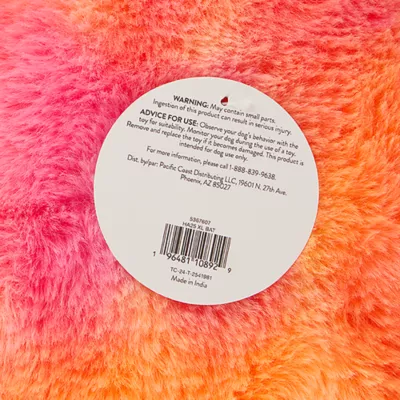 WARNING: May contain small parts.
Ingestion of this product can result in serious injury.
ADVICE FOR USE: Observe your dog's behavior with the
toy for suitability. Monitor your dog during the use of a toy.
Remove and replace the toy if it becomes damaged. This product is
intended for dog use only.
For more information, please call 1-888-839-9638.
Dist. by/par: Pacific Coast Distributing LLC, 19601 N. 27th Ave.
Phoenix, AZ 85027
5367607
HA25 XL BAT
1 96481 10892 9
TC-24-T-2541981
Made in India